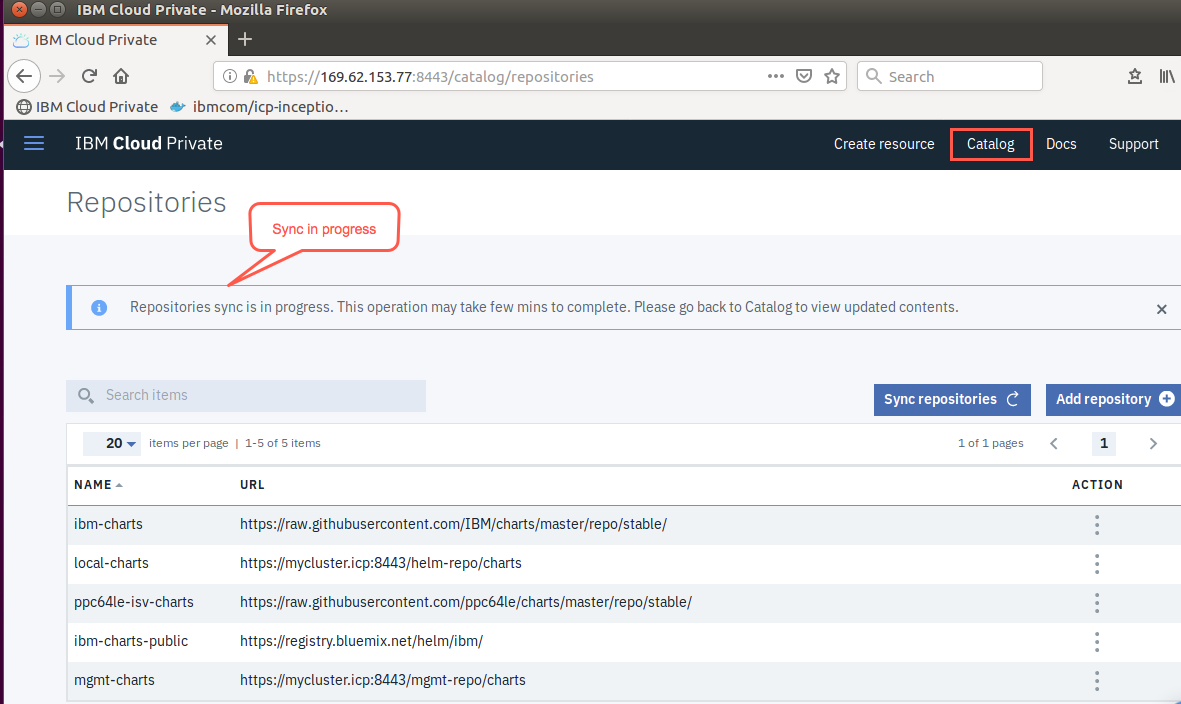 IBM Cloud Private - Mozilla Firefox
IBM Cloud Private
https://169.62.153.77:8443/catalog/repositories
Search
IBM Cloud Private
ibmcom/icp-inceptio…
IBM Cloud Private
Create resource
Catalog
Docs
Support
Repositories
Sync in progress
Repositories sync is in progress. This operation may take few mins to complete. Please go back to Catalog to view updated contents.
Search items
Sync repositories
Add repository
20 items per page | 1-5 of 5 items
1 of 1 pages
1
NAME URL ACTION
ibm-charts https://raw.githubusercontent.com/IBM/charts/master/repo/stable/
local-charts https://mycluster.icp:8443/helm-repo/charts
ppc64le-isv-charts https://raw.githubusercontent.com/ppc64le/charts/master/repo/stable/
ibm-charts-public https://registry.bluemix.net/helm/ibm/
mgmt-charts https://mycluster.icp:8443/mgmt-repo/charts